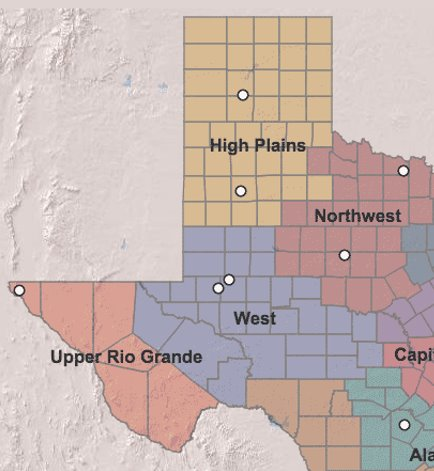 High Plains
Northwest
West
Capi
Upper Rio Grande
Ala